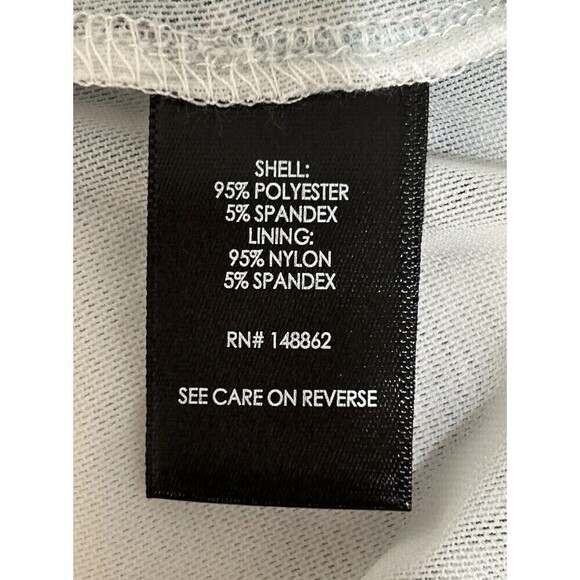 SHELL:
95% POLYESTER
5% SPANDEX
LINING:
95% NYLON
5% SPANDEX
RN# 148862
SEE CARE ON REVERSE